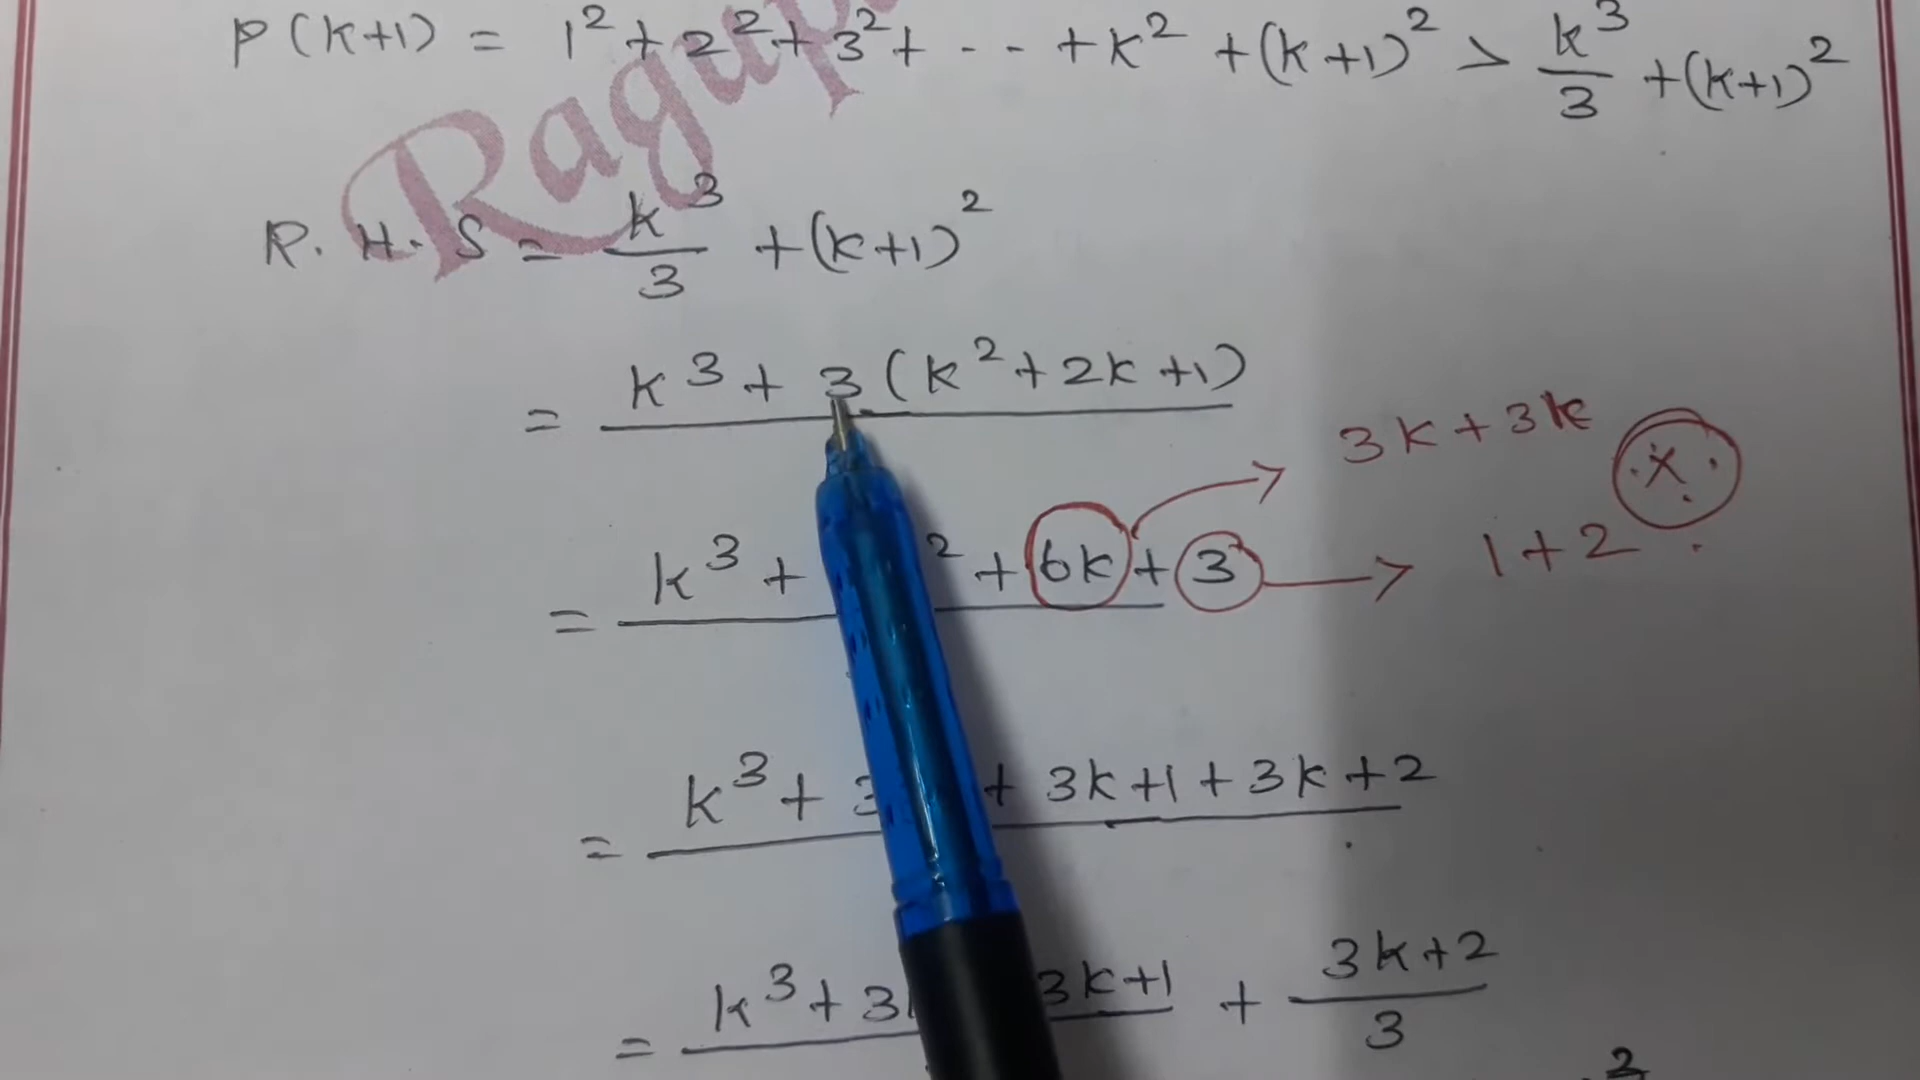 P(k+1) = 1² + 2² + 3² + - - + k² + (k+1)² > k³/3 + (k+1)²
R.H.S = k³/3 + (k+1)²
= k³ + 3(k² + 2k + 1)
3k + 3k
x
= k³ + ² + 6k + 3
1 + 2
= k³ + 3 + 3k + 1 + 3k + 2
= k³ + 3k 3k + 1 + 3k + 2/3
2